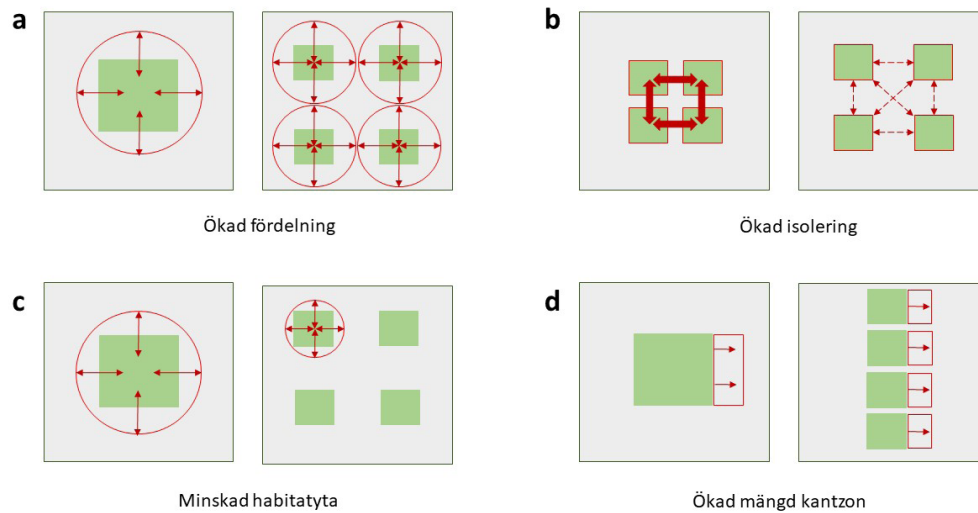 a
b
Ökad fördelning
Ökad isolering
c
d
Minskad habitatyta
Ökad mängd kantzon